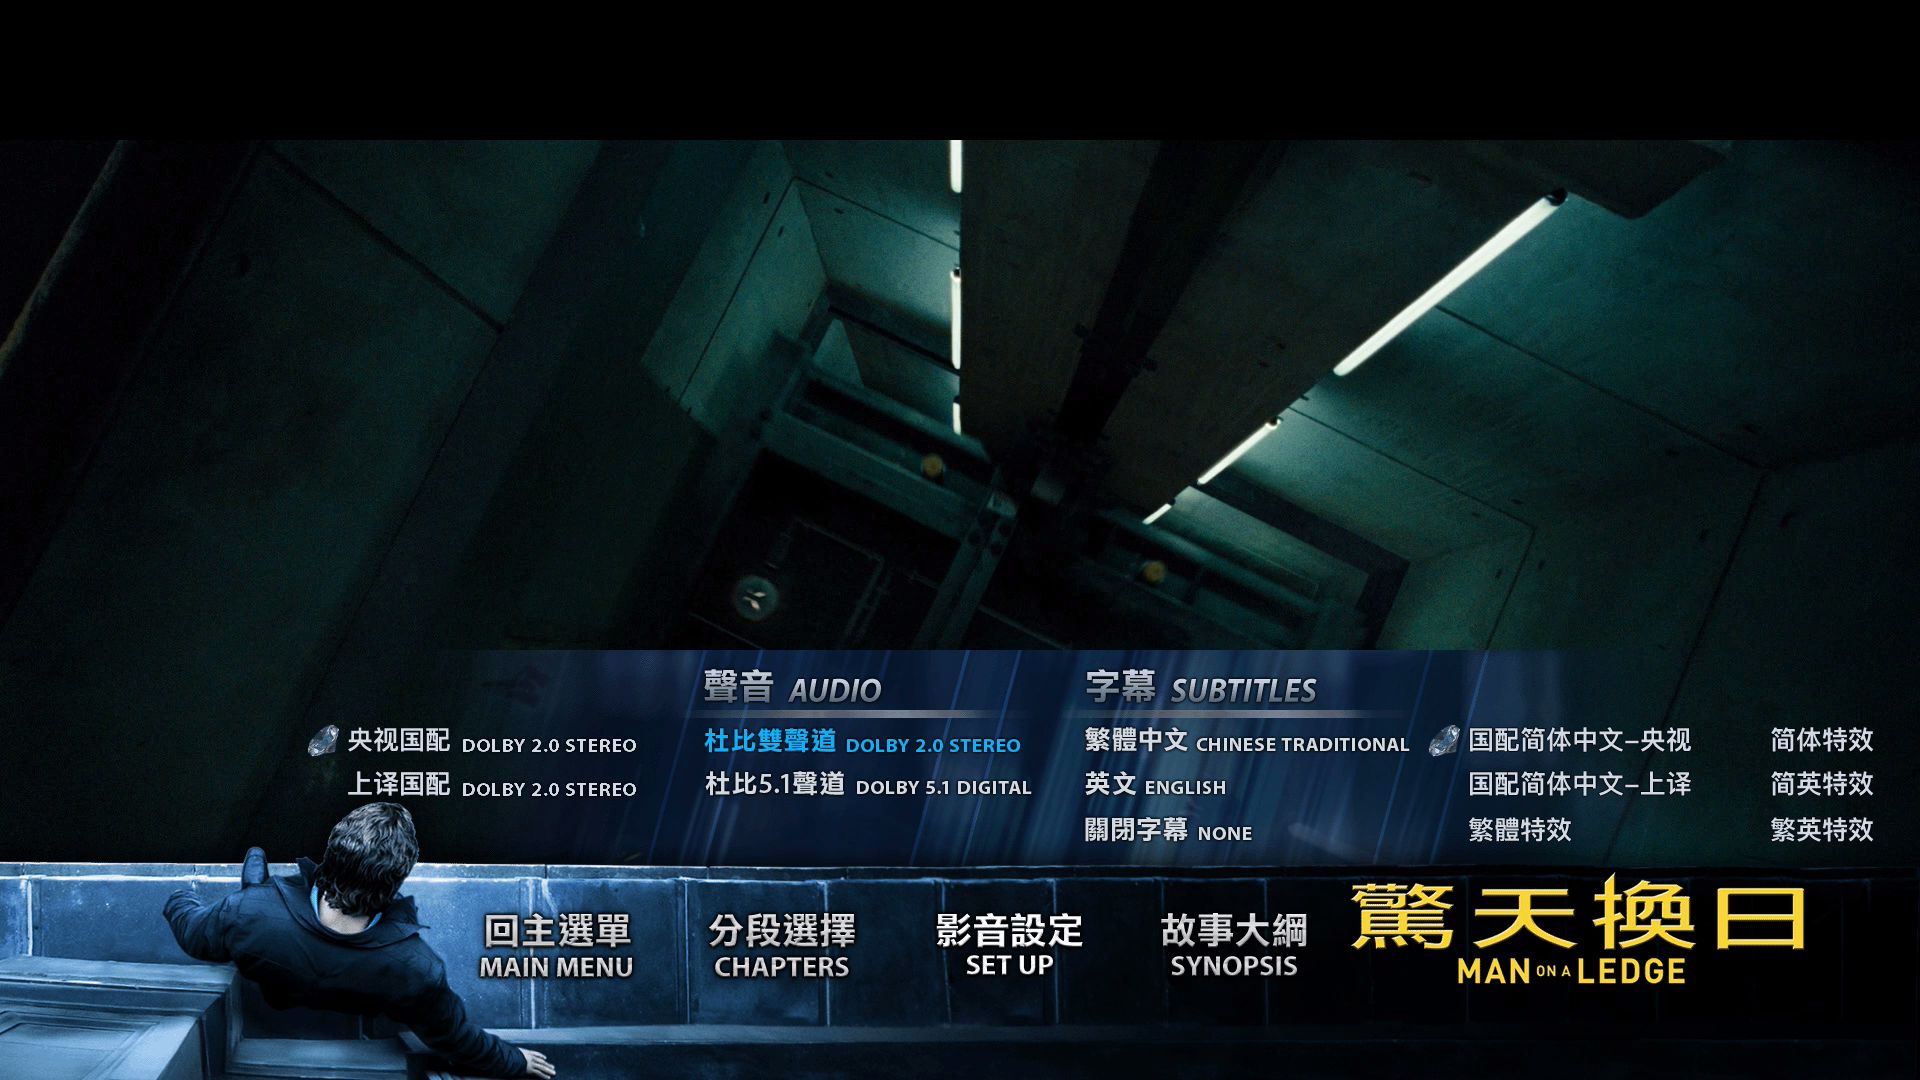 聲音 AUDIO
字幕 SUBTITLES
央视国配 DOLBY 2.0 STEREO
杜比雙聲道 DOLBY 2.0 STEREO
繁體中文 CHINESE TRADITIONAL
国配简体中文–央视
简体特效
上译国配 DOLBY 2.0 STEREO
杜比5.1聲道 DOLBY 5.1 DIGITAL
英文 ENGLISH
国配简体中文–上译
简英特效
關閉字幕 NONE
繁體特效
繁英特效
回主選單
MAIN MENU
分段選擇
CHAPTERS
影音設定
SET UP
故事大綱
SYNOPSIS
驚天換日
MAN ON A LEDGE